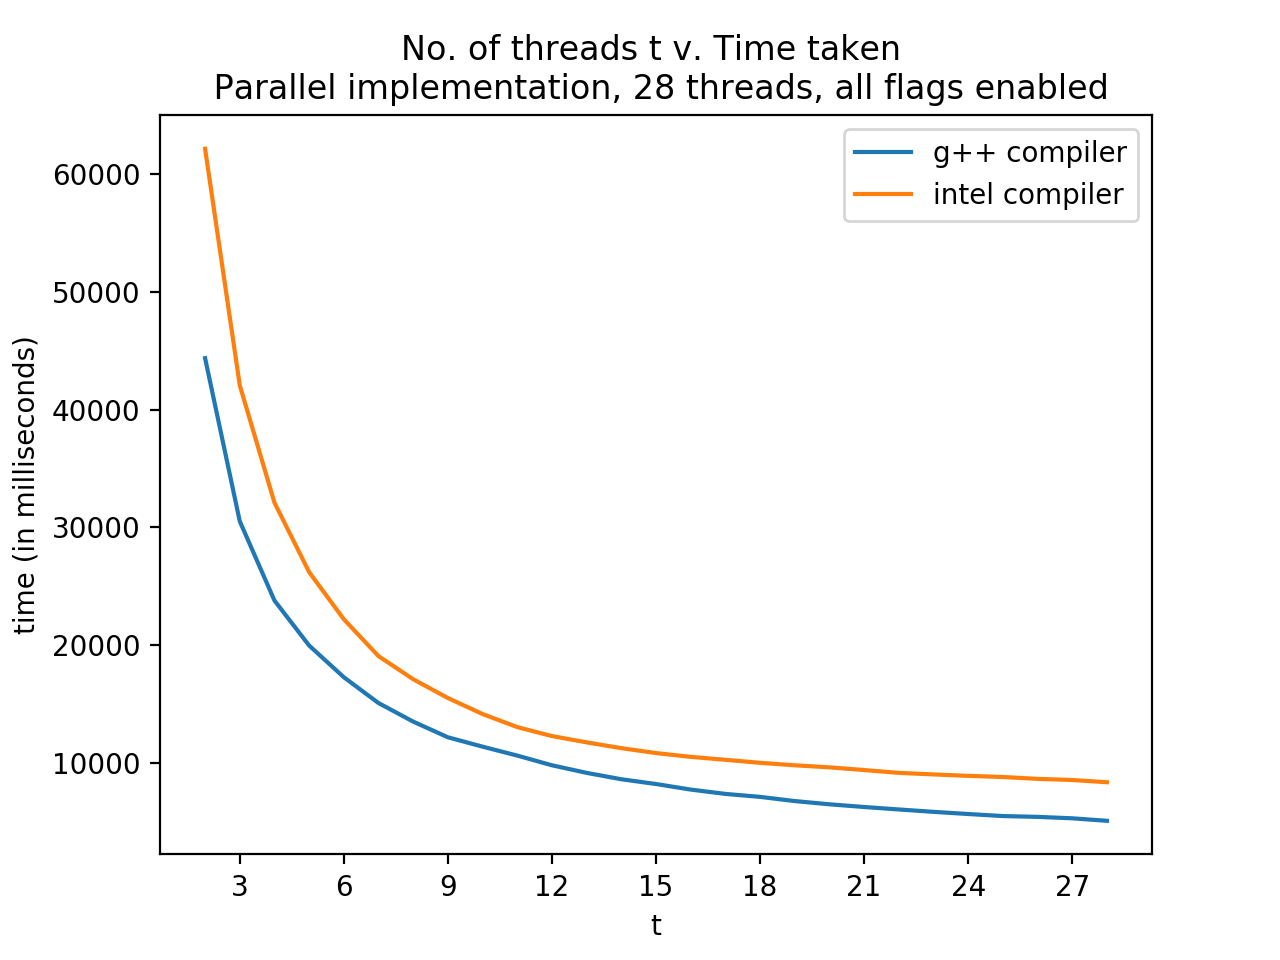 No. of threads t v. Time taken
Parallel implementation, 28 threads, all flags enabled
g++ compiler
intel compiler
time (in milliseconds)
60000
50000
40000
30000
20000
10000
3 6 9 12 15 18 21 24 27
t